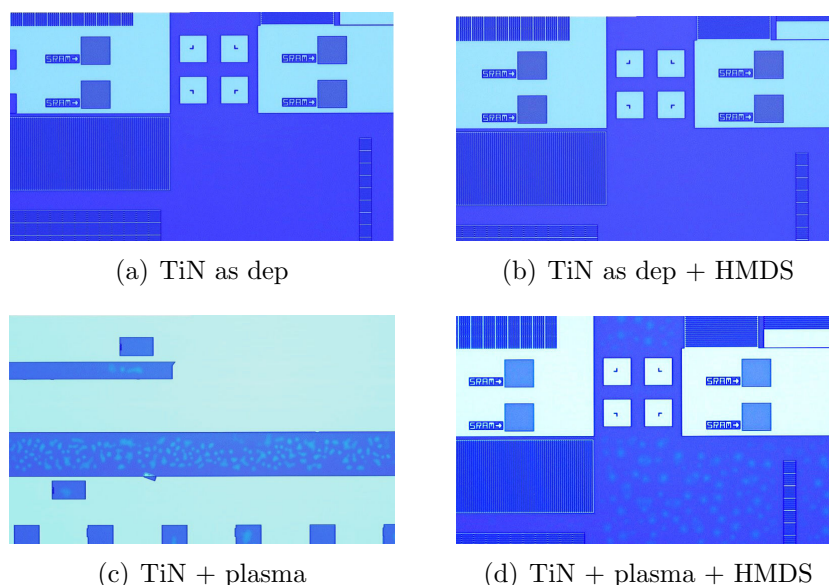 SRAM→ SRAM→
SRAM→ SRAM→
SRAM→ SRAM→
SRAM→ SRAM→
(a) TiN as dep
(b) TiN as dep + HMDS
SRAM→ SRAM→
SRAM→ SRAM→
(c) TiN + plasma
(d) TiN + plasma + HMDS